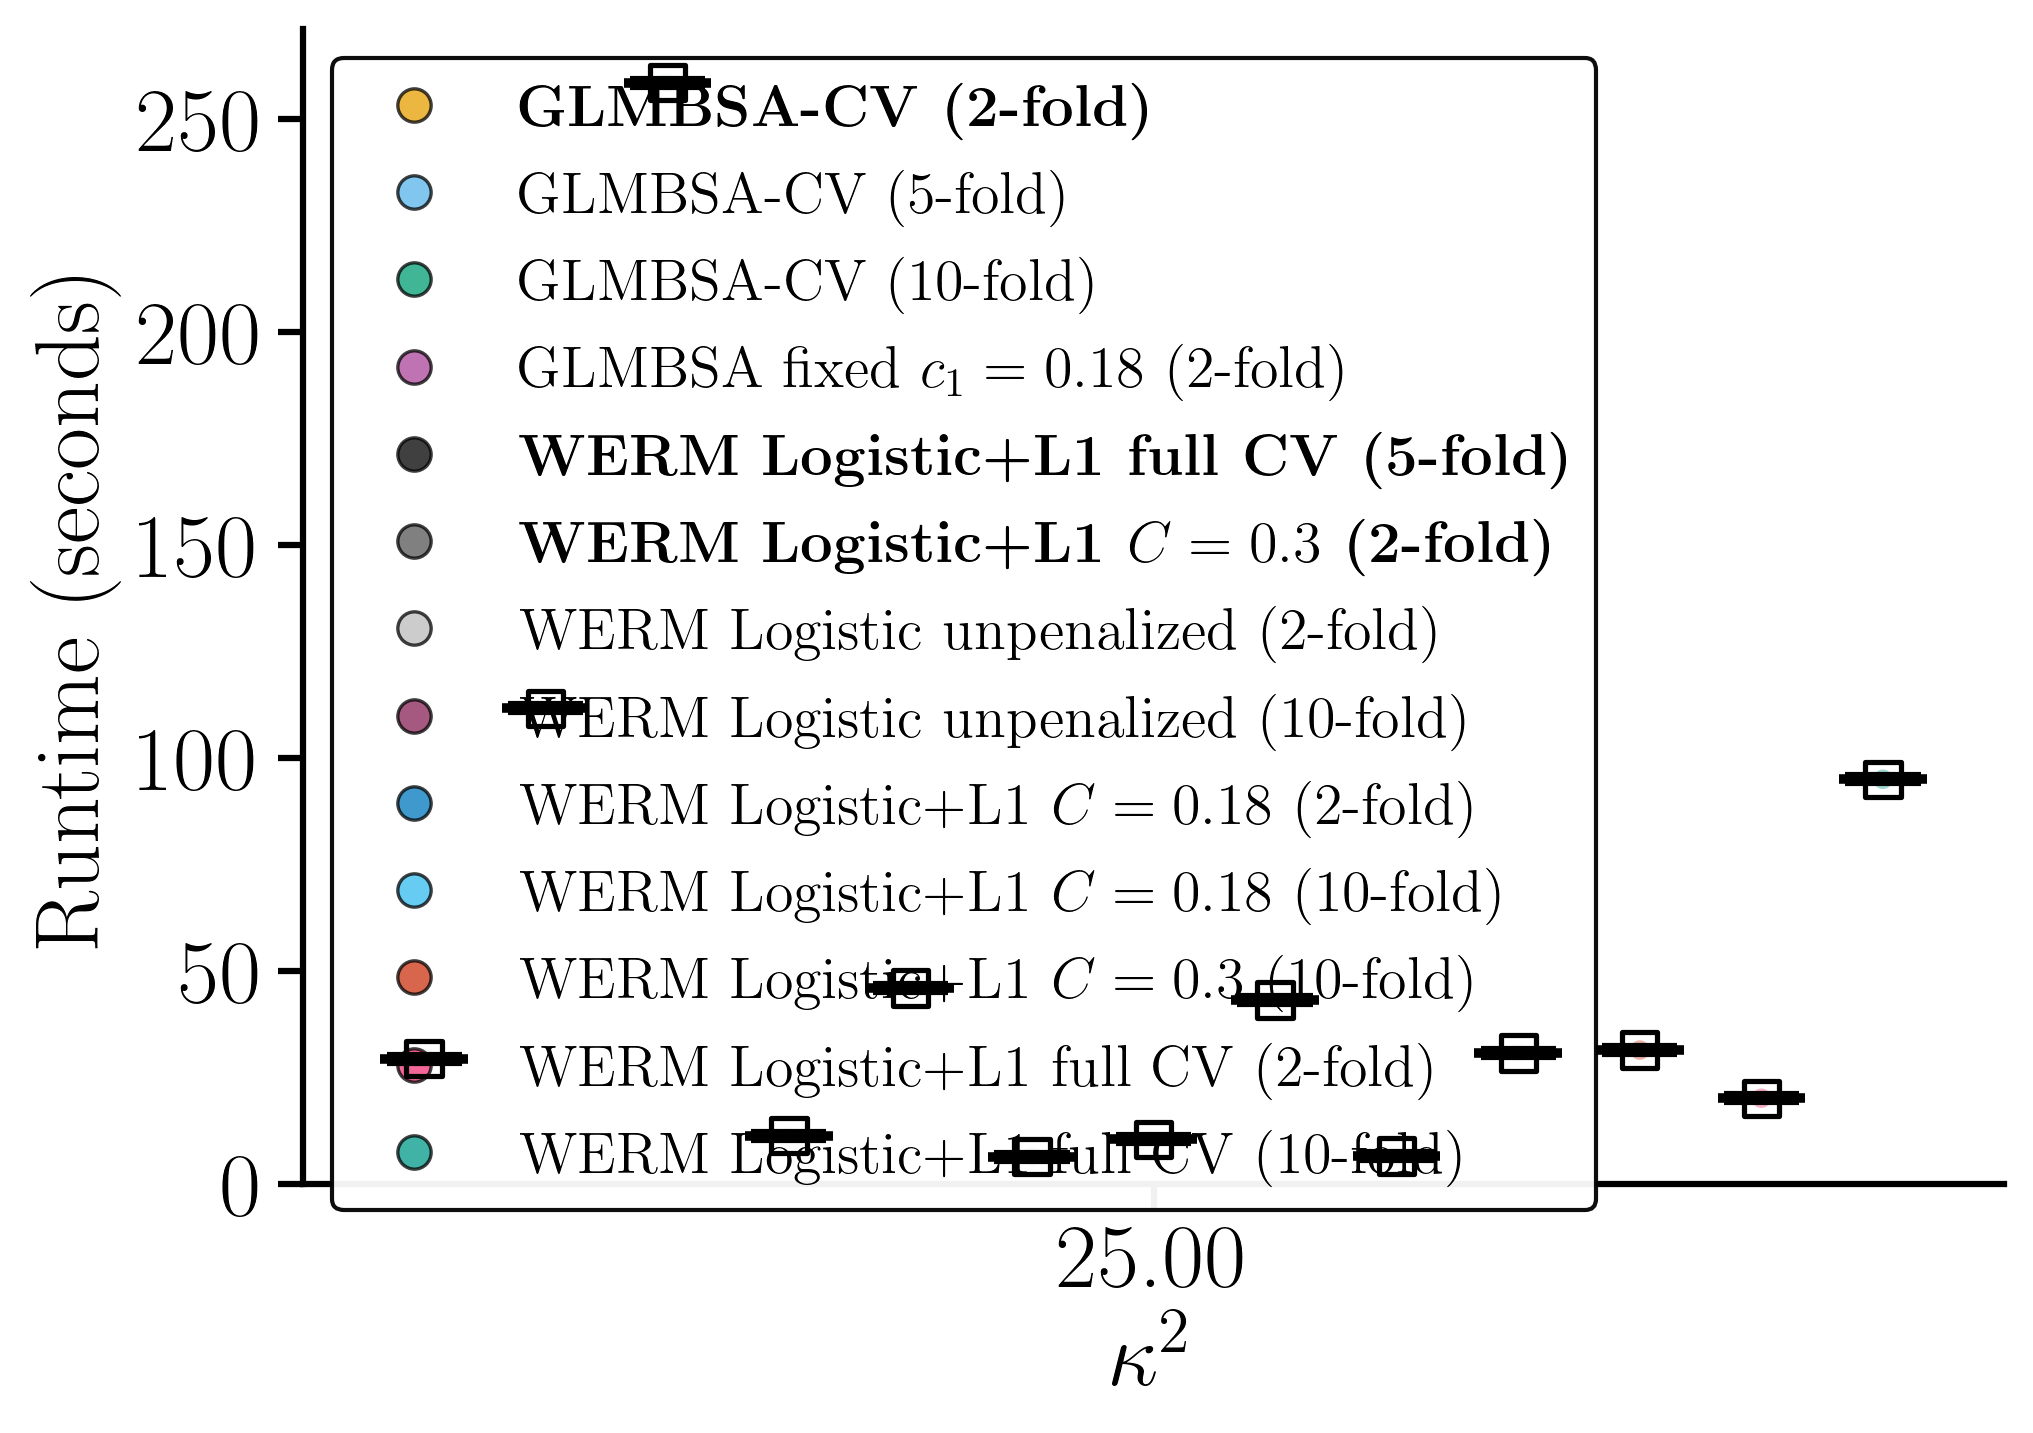 Runtime (seconds)
250
200
150
100
50
0
GLMBSA-CV (2-fold)
GLMBSA-CV (5-fold)
GLMBSA-CV (10-fold)
GLMBSA fixed c₁ = 0.18 (2-fold)
WERM Logistic+L1 full CV (5-fold)
WERM Logistic+L1 C = 0.3 (2-fold)
WERM Logistic unpenalized (2-fold)
WERM Logistic unpenalized (10-fold)
WERM Logistic+L1 C = 0.18 (2-fold)
WERM Logistic+L1 C = 0.18 (10-fold)
WERM Logistic+L1 C = 0.3 (10-fold)
WERM Logistic+L1 full CV (2-fold)
WERM Logistic+L1 full CV (10-fold)
25.00
κ²